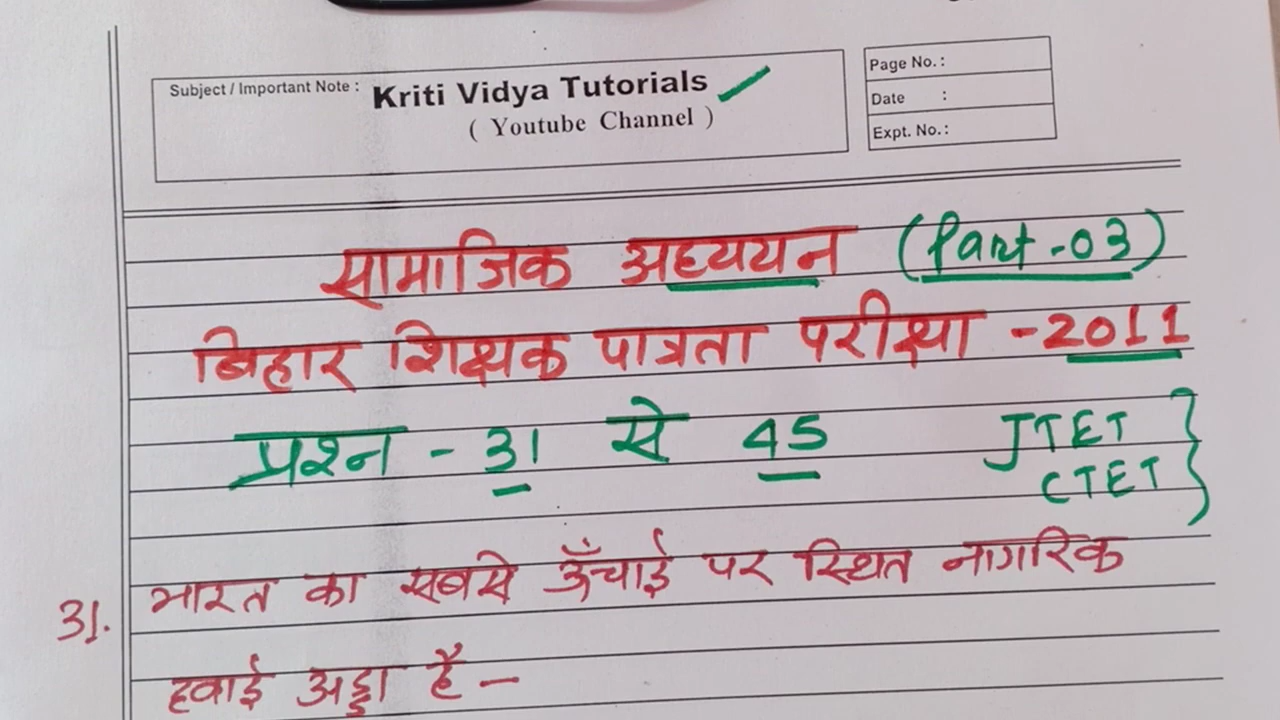 Subject / Important Note : Kriti Vidya Tutorials
( Youtube Channel )
Page No. :
Date :
Expt. No. :
सामाजिक अध्ययन (Part-03)
बिहार शिक्षक पात्रता परीक्षा -2011
प्रश्न - 31 से 45
JTET
CTET
31. भारत का सबसे ऊँचाई पर स्थित नागरिक
हवाई अड्डा है –